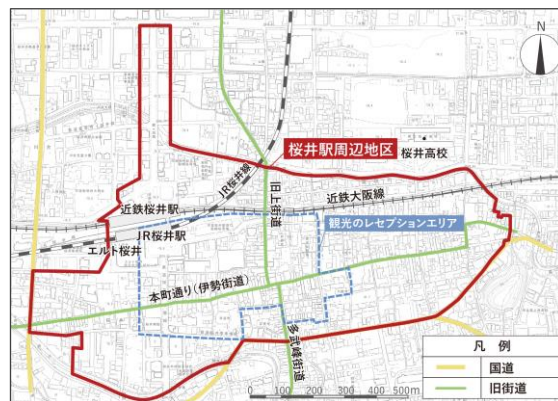 N
桜井駅周辺地区
桜井高校
JR桜井線
旧上街道
近鉄大阪線
近鉄桜井駅
観光のレセプションエリア
JR桜井駅
エルト桜井
本町通り(伊勢街道)
多武峰街道
0 100 200 300 400 500m
凡 例
国道
旧街道